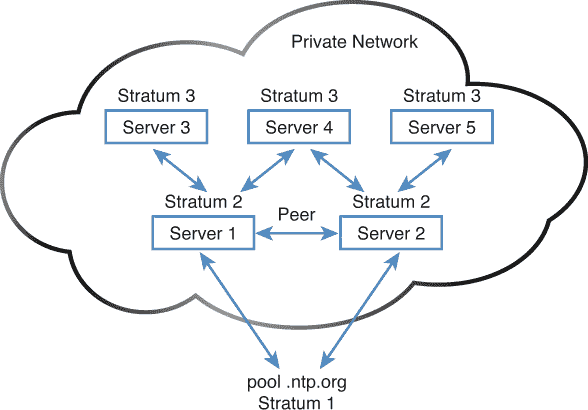 Private Network
Stratum 3 Stratum 3 Stratum 3
Server 3 Server 4 Server 5
Stratum 2 Stratum 2
Peer
Server 1 Server 2
pool .ntp.org
Stratum 1